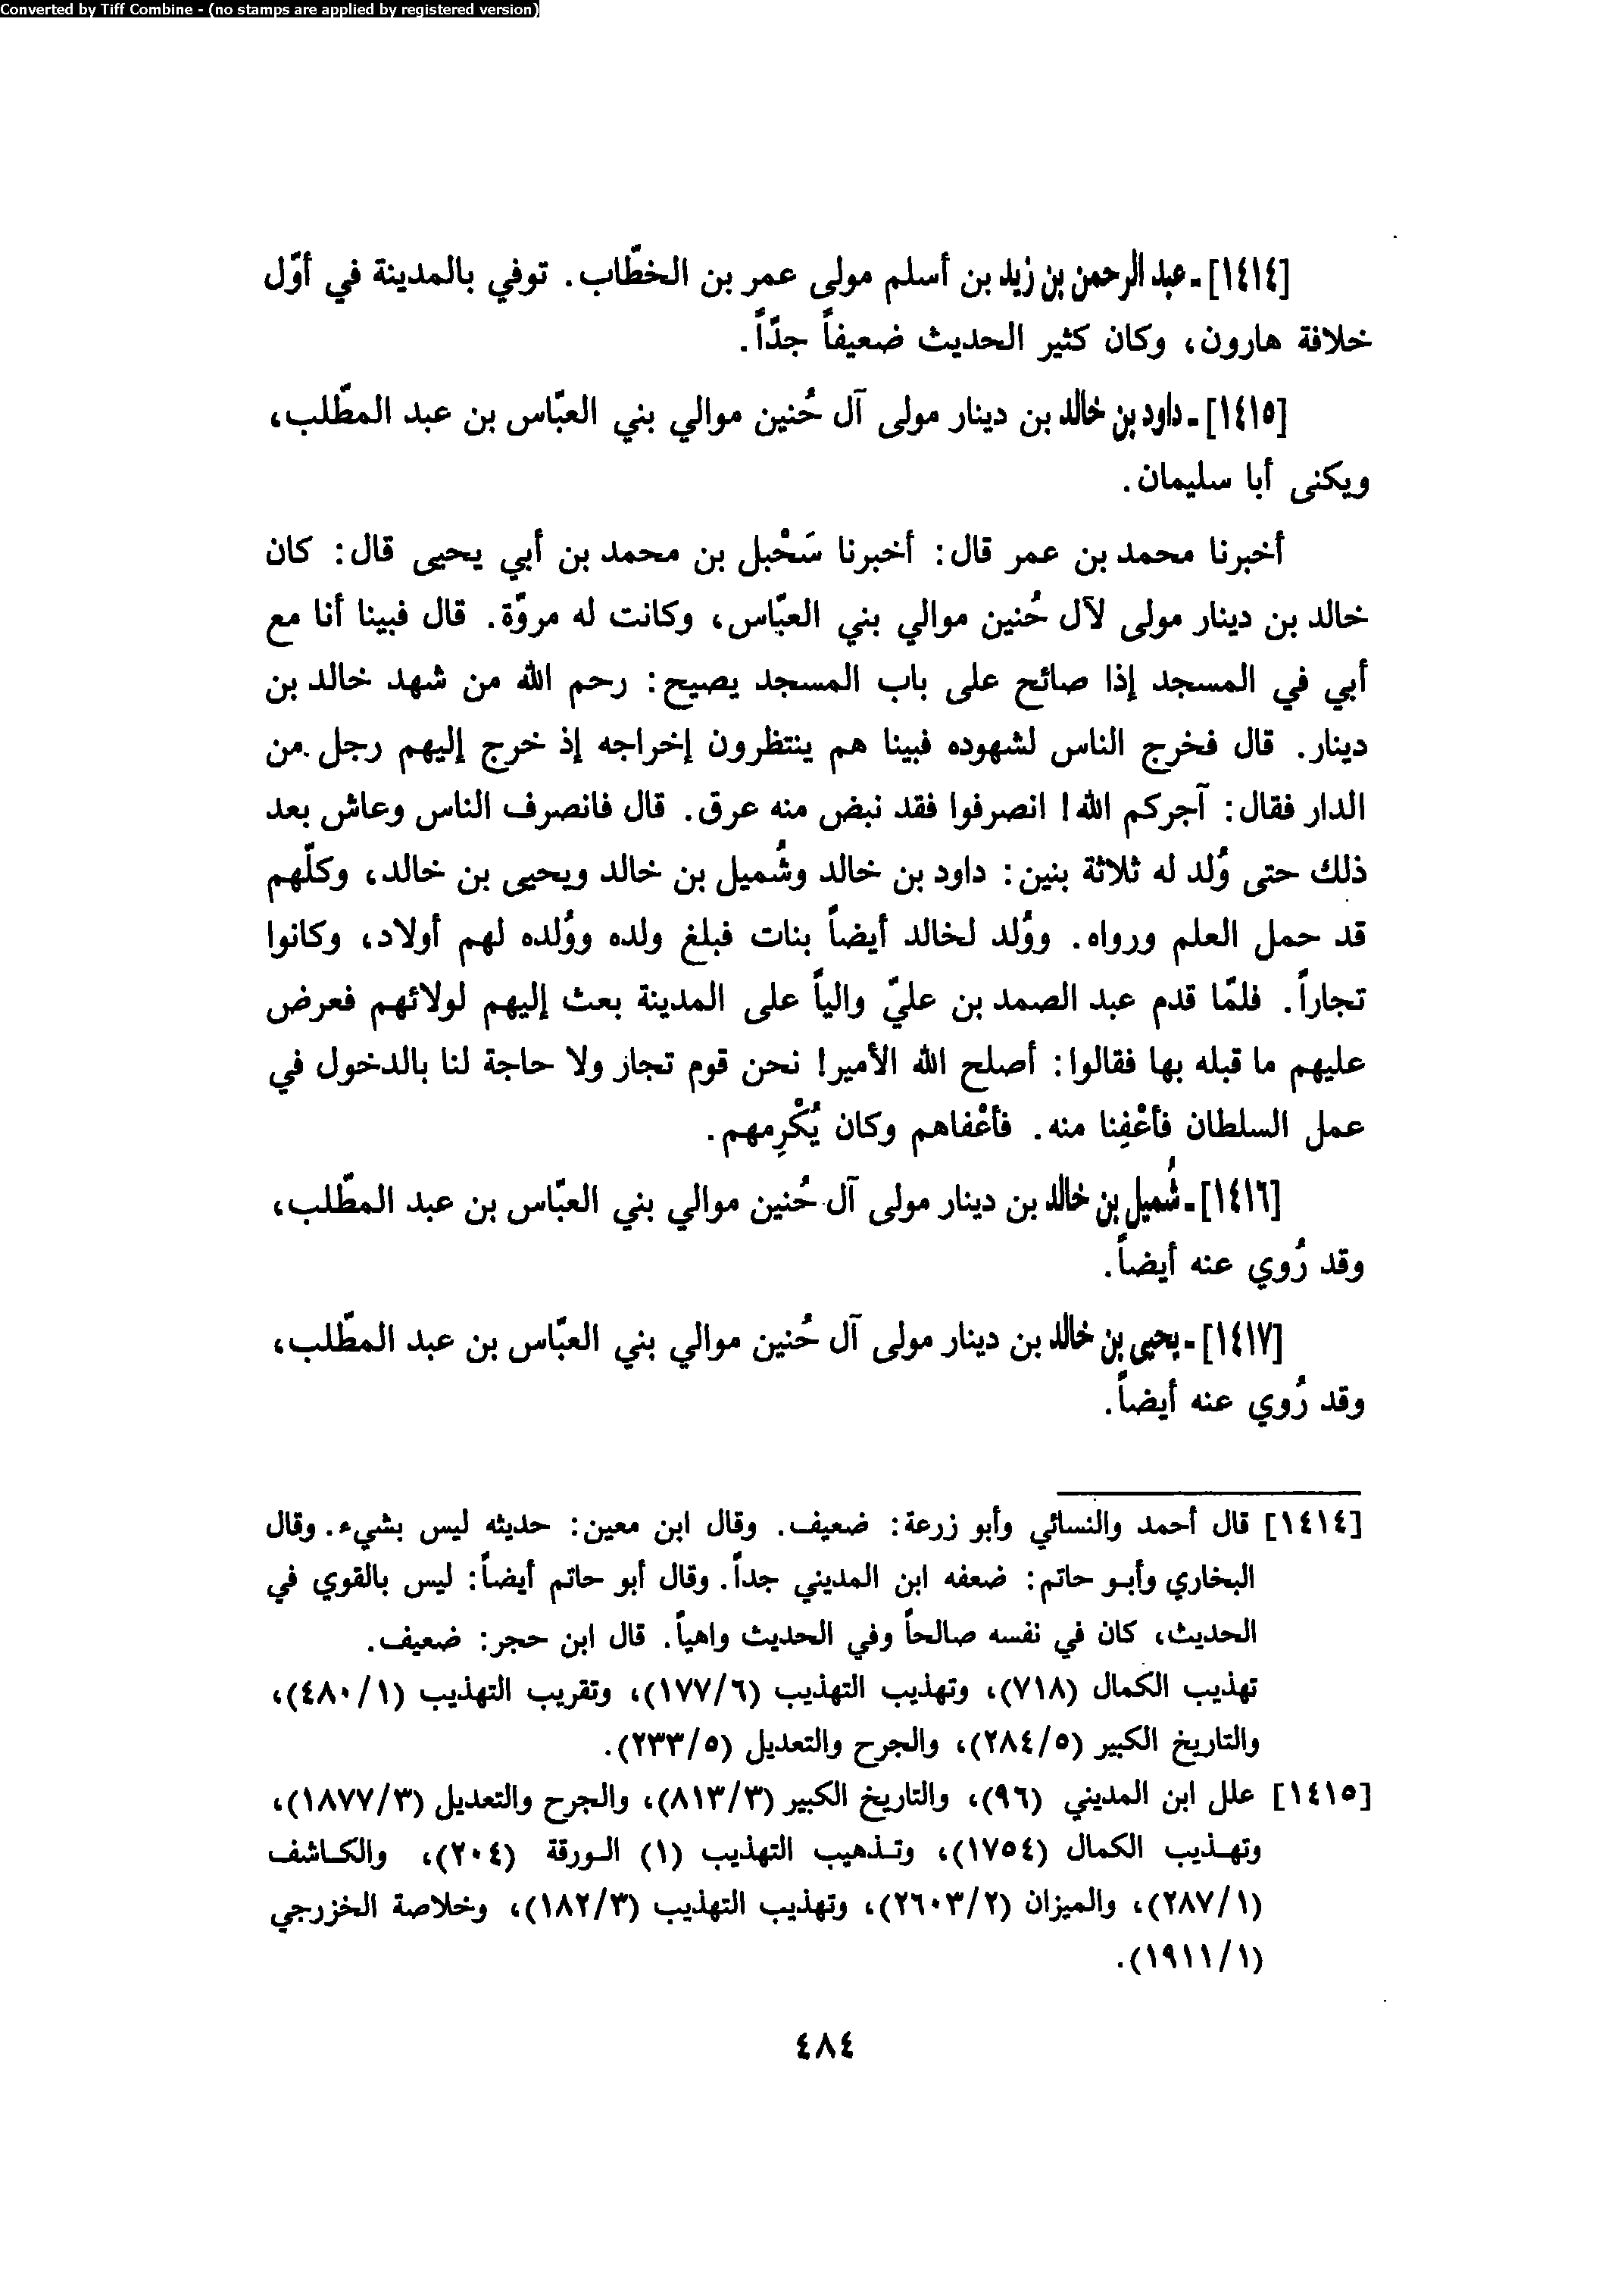 Converted by Tiff Combine - (no stamps are applied by registered version)
[١٤١٤] - عبد الرحمن بن زيد بن أسلم مولى عمر بن الخطّاب. توفي بالمدينة في أوّل
خلافة هارون، وكان كثير الحديث ضعيفاً جدّاً.
[١٤١٥] - داود بن خالد بن دينار مولى آل حُنين موالي بني العبّاس بن عبد المطّلب،
ويكنى أبا سليمان.
أخبرنا محمد بن عمر قال: أخبرنا سَحْبل بن محمد بن أبي يحيى قال: كان
خالد بن دينار مولى لآل حُنين موالي بني العبّاس، وكانت له مروّة. قال فبينا أنا مع
أبي في المسجد إذا صائح على باب المسجد يصيح: رحم الله من شهد خالد بن
دينار. قال فخرج الناس لشهوده فبينا هم ينتظرون إخراجه إذ خرج إليهم رجل من
الدار فقال: آجركم الله! انصرفوا فقد نبض منه عرق. قال فانصرف الناس وعاش بعد
ذلك حتى وُلد له ثلاثة بنين: داود بن خالد وشُميل بن خالد ويحيى بن خالد، وكلّهم
قد حمل العلم ورواه. ووُلد لخالد أيضاً بنات فبلغ ولده ووُلده لهم أولاد، وكانوا
تجاراً. فلمّا قدم عبد الصمد بن عليّ والياً على المدينة بعث إليهم لولائهم فعرض
عليهم ما قبله بها فقالوا: أصلح الله الأمير! نحن قوم تجار ولا حاجة لنا بالدخول في
عمل السلطان فأعْفِنا منه. فأعْفاهم وكان يُكْرِمهم.
[١٤١٦] - شُميل بن خالد بن دينار مولى آل حُنين موالي بني العبّاس بن عبد المطّلب،
وقد رُوي عنه أيضاً.
[١٤١٧] - يحيى بن خالد بن دينار مولى آل حُنين موالي بني العبّاس بن عبد المطّلب،
وقد رُوي عنه أيضاً.
[١٤١٤] قال أحمد والنسائي وأبو زرعة: ضعيف. وقال ابن معين: حديثه ليس بشيء. وقال
البخاري وأبو حاتم: ضعفه ابن المديني جداً. وقال أبو حاتم أيضاً: ليس بالقوي في
الحديث، كان في نفسه صالحاً وفي الحديث واهياً. قال ابن حجر: ضعيف.
تهذيب الكمال (٧١٨)، وتهذيب التهذيب (١٧٧/٦)، وتقريب التهذيب (٤٨٠/١)،
والتاريخ الكبير (٢٨٤/٥)، والجرح والتعديل (٢٣٣/٥).
[١٤١٥] علل ابن المديني (٩٦)، والتاريخ الكبير (٨١٣/٣)، والجرح والتعديل (١٨٧٧/٣)،
وتهذيب الكمال (١٧٥٤)، وتذهيب التهذيب (١) الورقة (٢٠٤)، والكاشف
(٢٨٧/١)، والميزان (٢٦٠٣/٢)، وتهذيب التهذيب (١٨٢/٣)، وخلاصة الخزرجي
(١٩١١/١).
٤٨٤